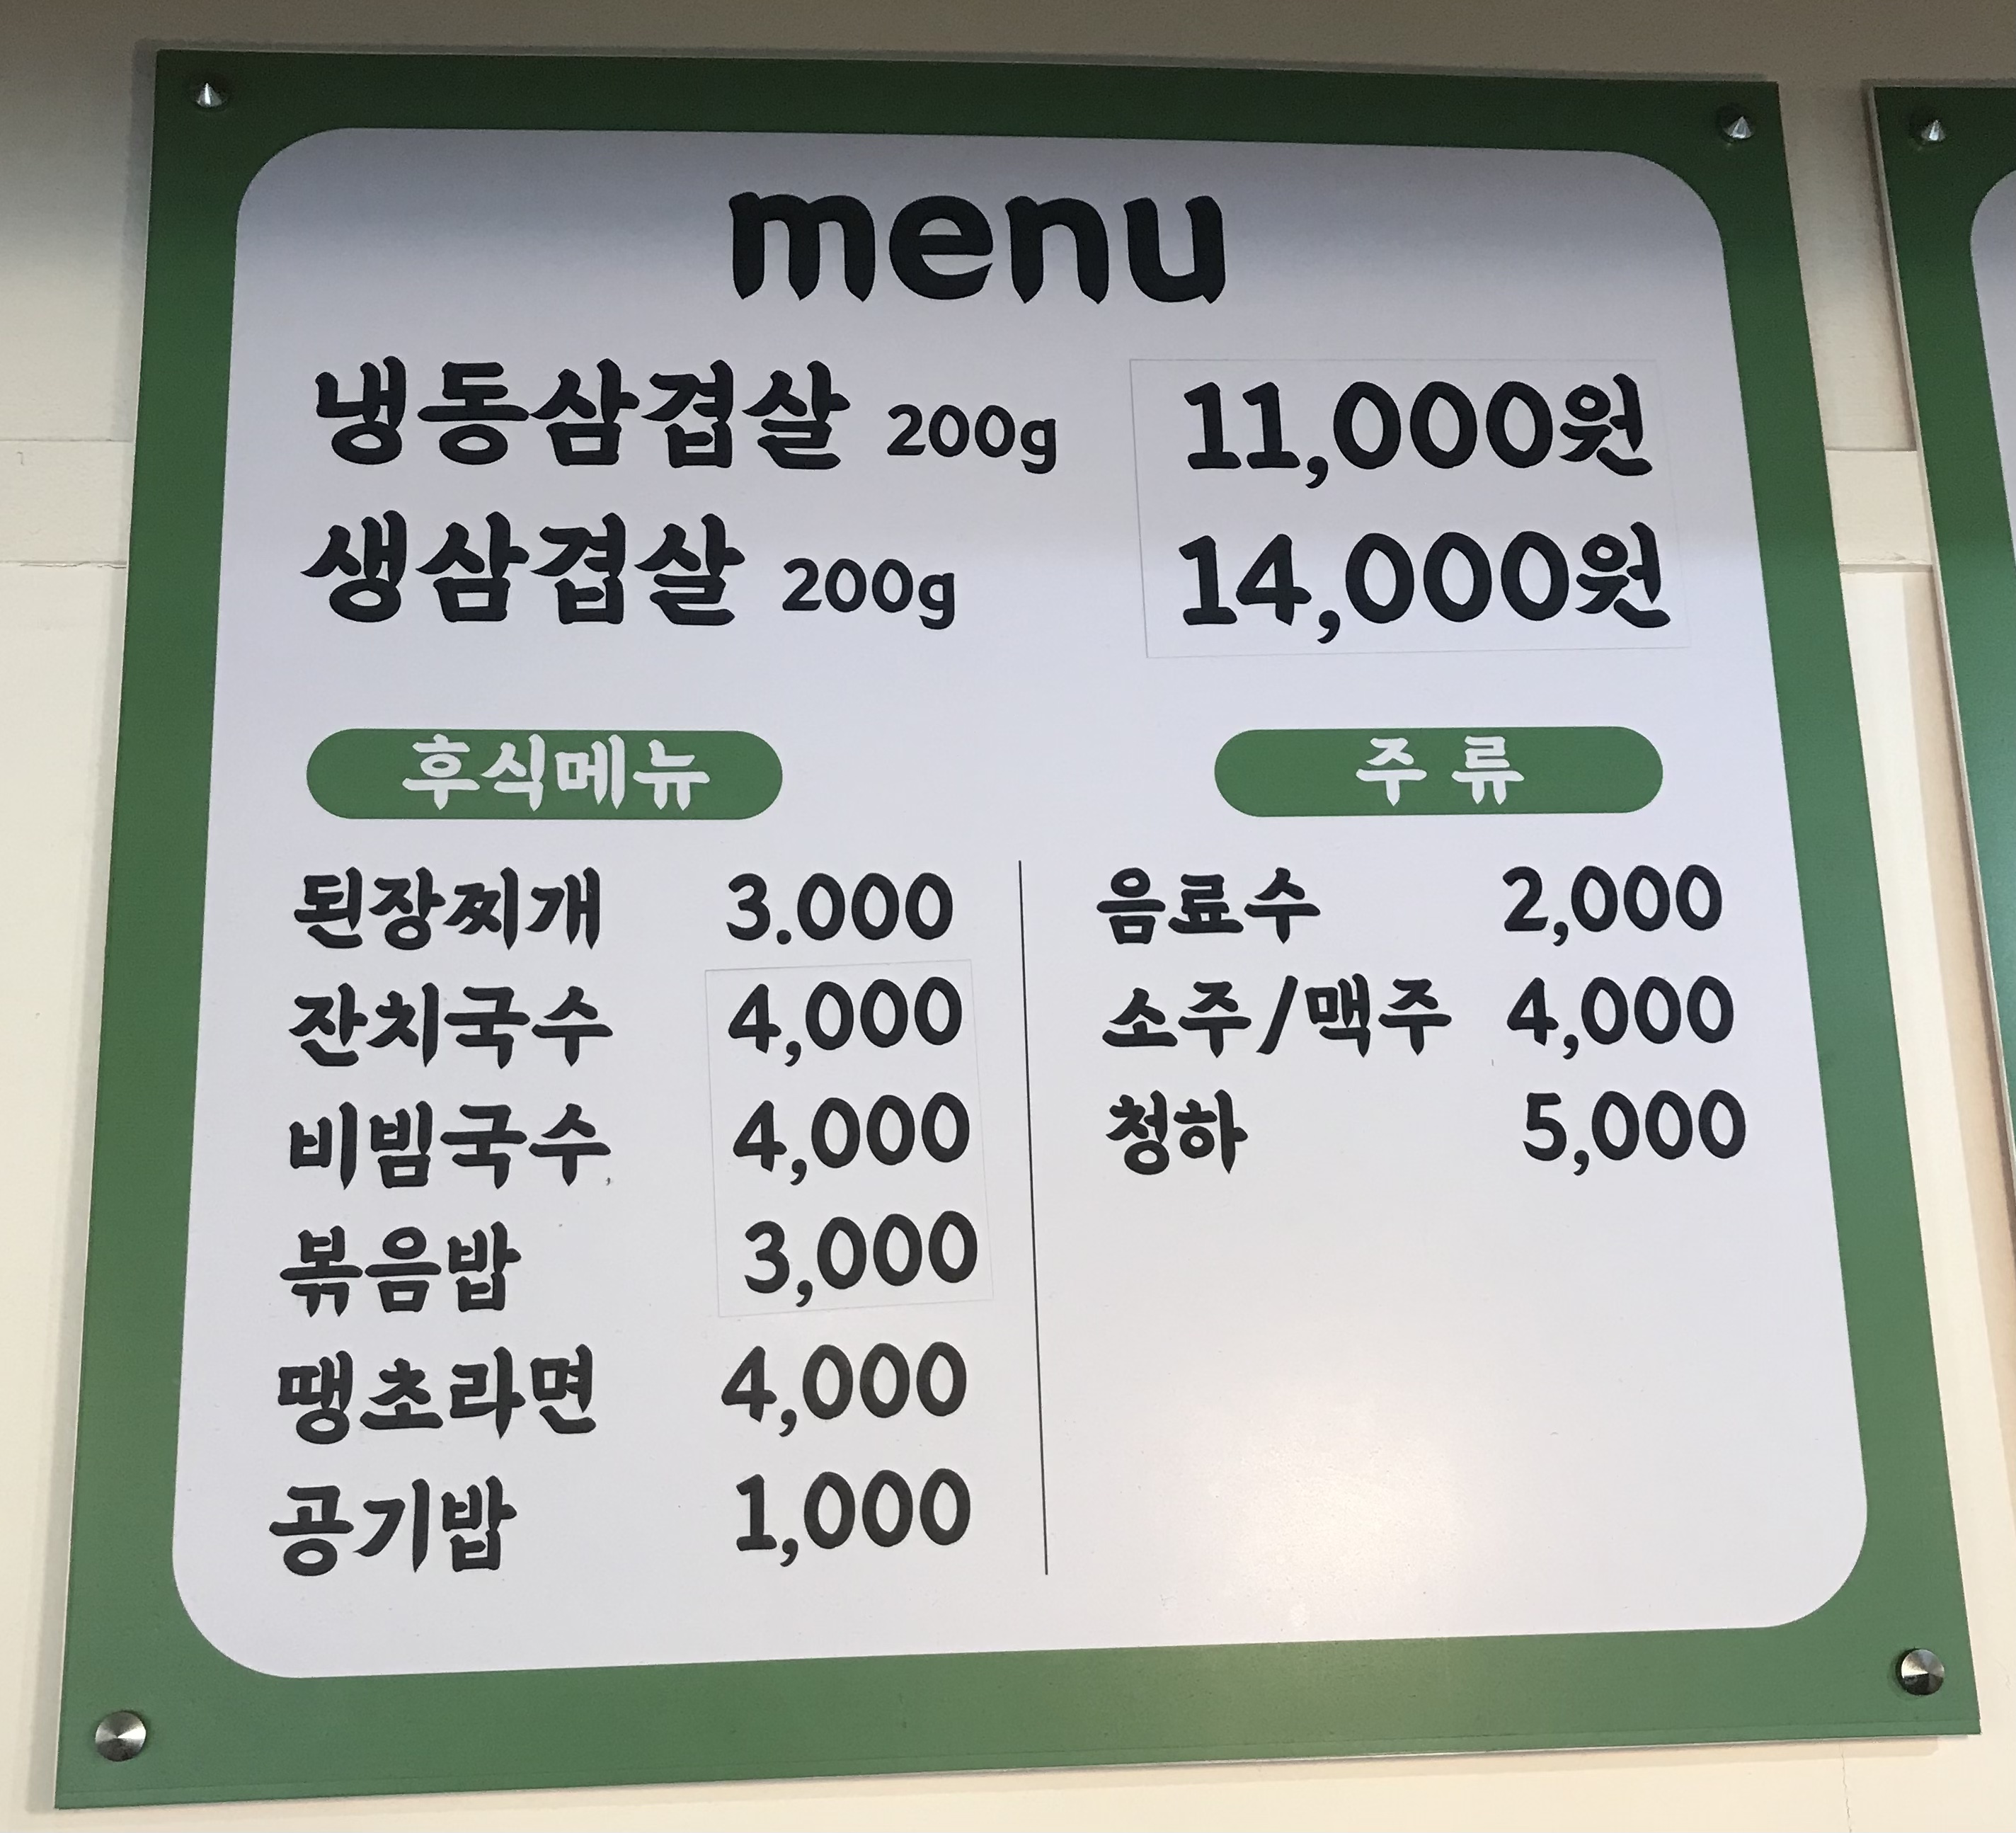 menu
냉동삼겹살 200g 11,000원
생삼겹살 200g 14,000원
후식메뉴
된장찌개 3.000
잔치국수 4,000
비빔국수 4,000
볶음밥 3,000
땡초라면 4,000
공기밥 1,000
주 류
음료수 2,000
소주/맥주 4,000
청하 5,000